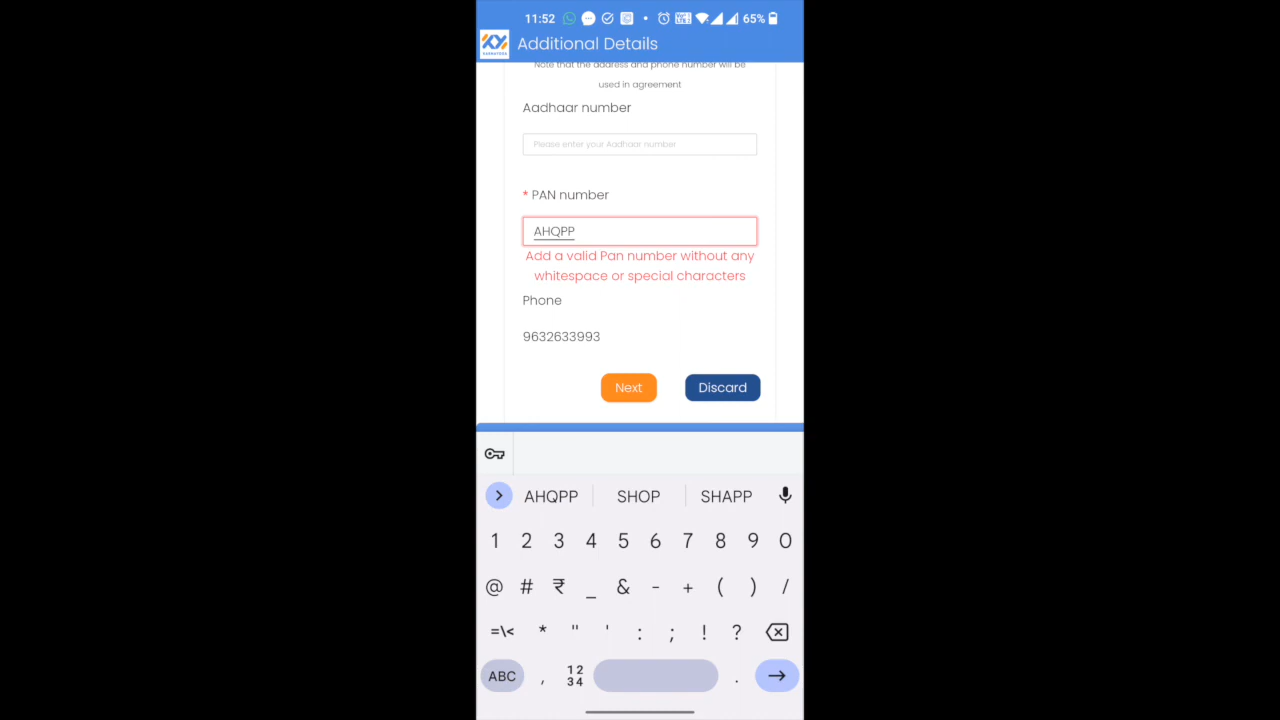 11:52
65%
Additional Details
Note that the address and phone number will be
used in agreement
Aadhaar number
Please enter your Aadhaar number
* PAN number
AHQPP
Add a valid Pan number without any
whitespace or special characters
Phone
9632633993
Next Discard
AHQPP SHOP SHAPP
1 2 3 4 5 6 7 8 9 0
@ # ₹ _ & - + ( ) /
=\< * " ' : ; ! ?
ABC , 12 34 .